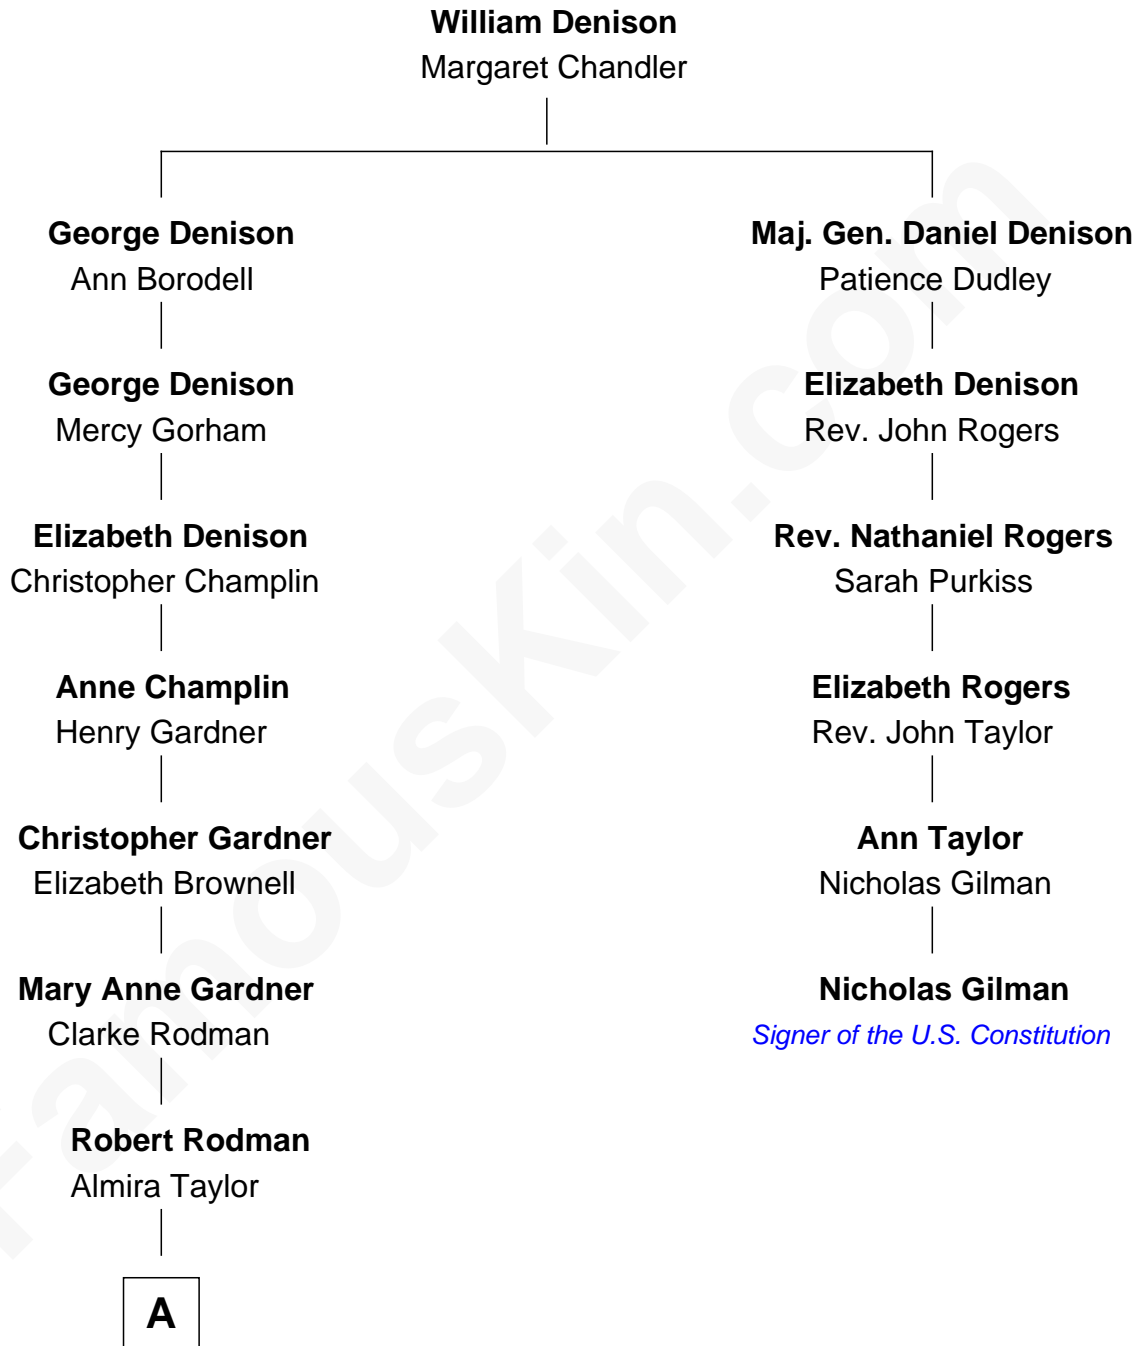 William Denison
Margaret Chandler
George Denison
Ann Borodell
Maj. Gen. Daniel Denison
Patience Dudley
George Denison
Mercy Gorham
Elizabeth Denison
Rev. John Rogers
Elizabeth Denison
Christopher Champlin
Rev. Nathaniel Rogers
Sarah Purkiss
Anne Champlin
Henry Gardner
Elizabeth Rogers
Rev. John Taylor
Christopher Gardner
Elizabeth Brownell
Ann Taylor
Nicholas Gilman
Mary Anne Gardner
Clarke Rodman
Nicholas Gilman
Signer of the U.S. Constitution
Robert Rodman
Almira Taylor
A
FamousKin.com